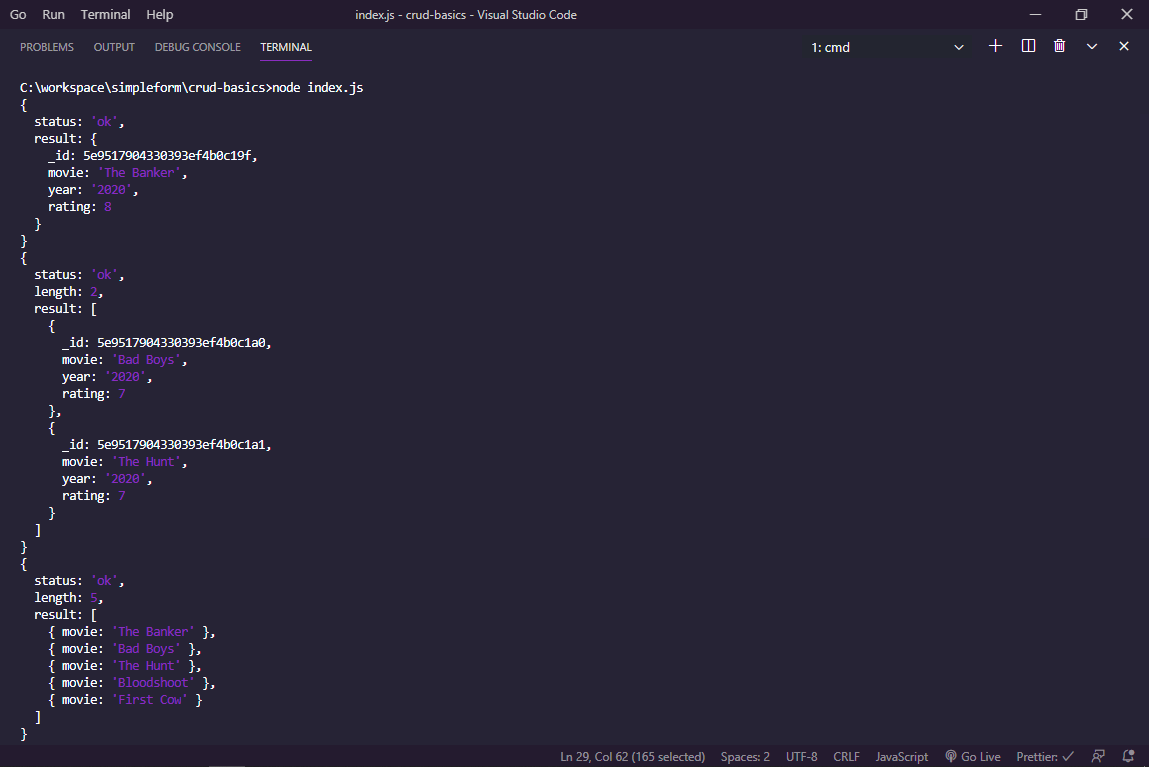 Go Run Terminal Help index.js - crud-basics - Visual Studio Code
PROBLEMS OUTPUT DEBUG CONSOLE TERMINAL 1: cmd
C:\workspace\simpleform\crud-basics>node index.js
{
  status: 'ok',
  result: {
    _id: 5e9517904330393ef4b0c19f,
    movie: 'The Banker',
    year: '2020',
    rating: 8
  }
}
{
  status: 'ok',
  length: 2,
  result: [
    {
      _id: 5e9517904330393ef4b0c1a0,
      movie: 'Bad Boys',
      year: '2020',
      rating: 7
    },
    {
      _id: 5e9517904330393ef4b0c1a1,
      movie: 'The Hunt',
      year: '2020',
      rating: 7
    }
  ]
}
{
  status: 'ok',
  length: 5,
  result: [
    { movie: 'The Banker' },
    { movie: 'Bad Boys' },
    { movie: 'The Hunt' },
    { movie: 'Bloodshoot' },
    { movie: 'First Cow' }
  ]
}
Ln 29, Col 62 (165 selected) Spaces: 2 UTF-8 CRLF JavaScript Go Live Prettier: ✓